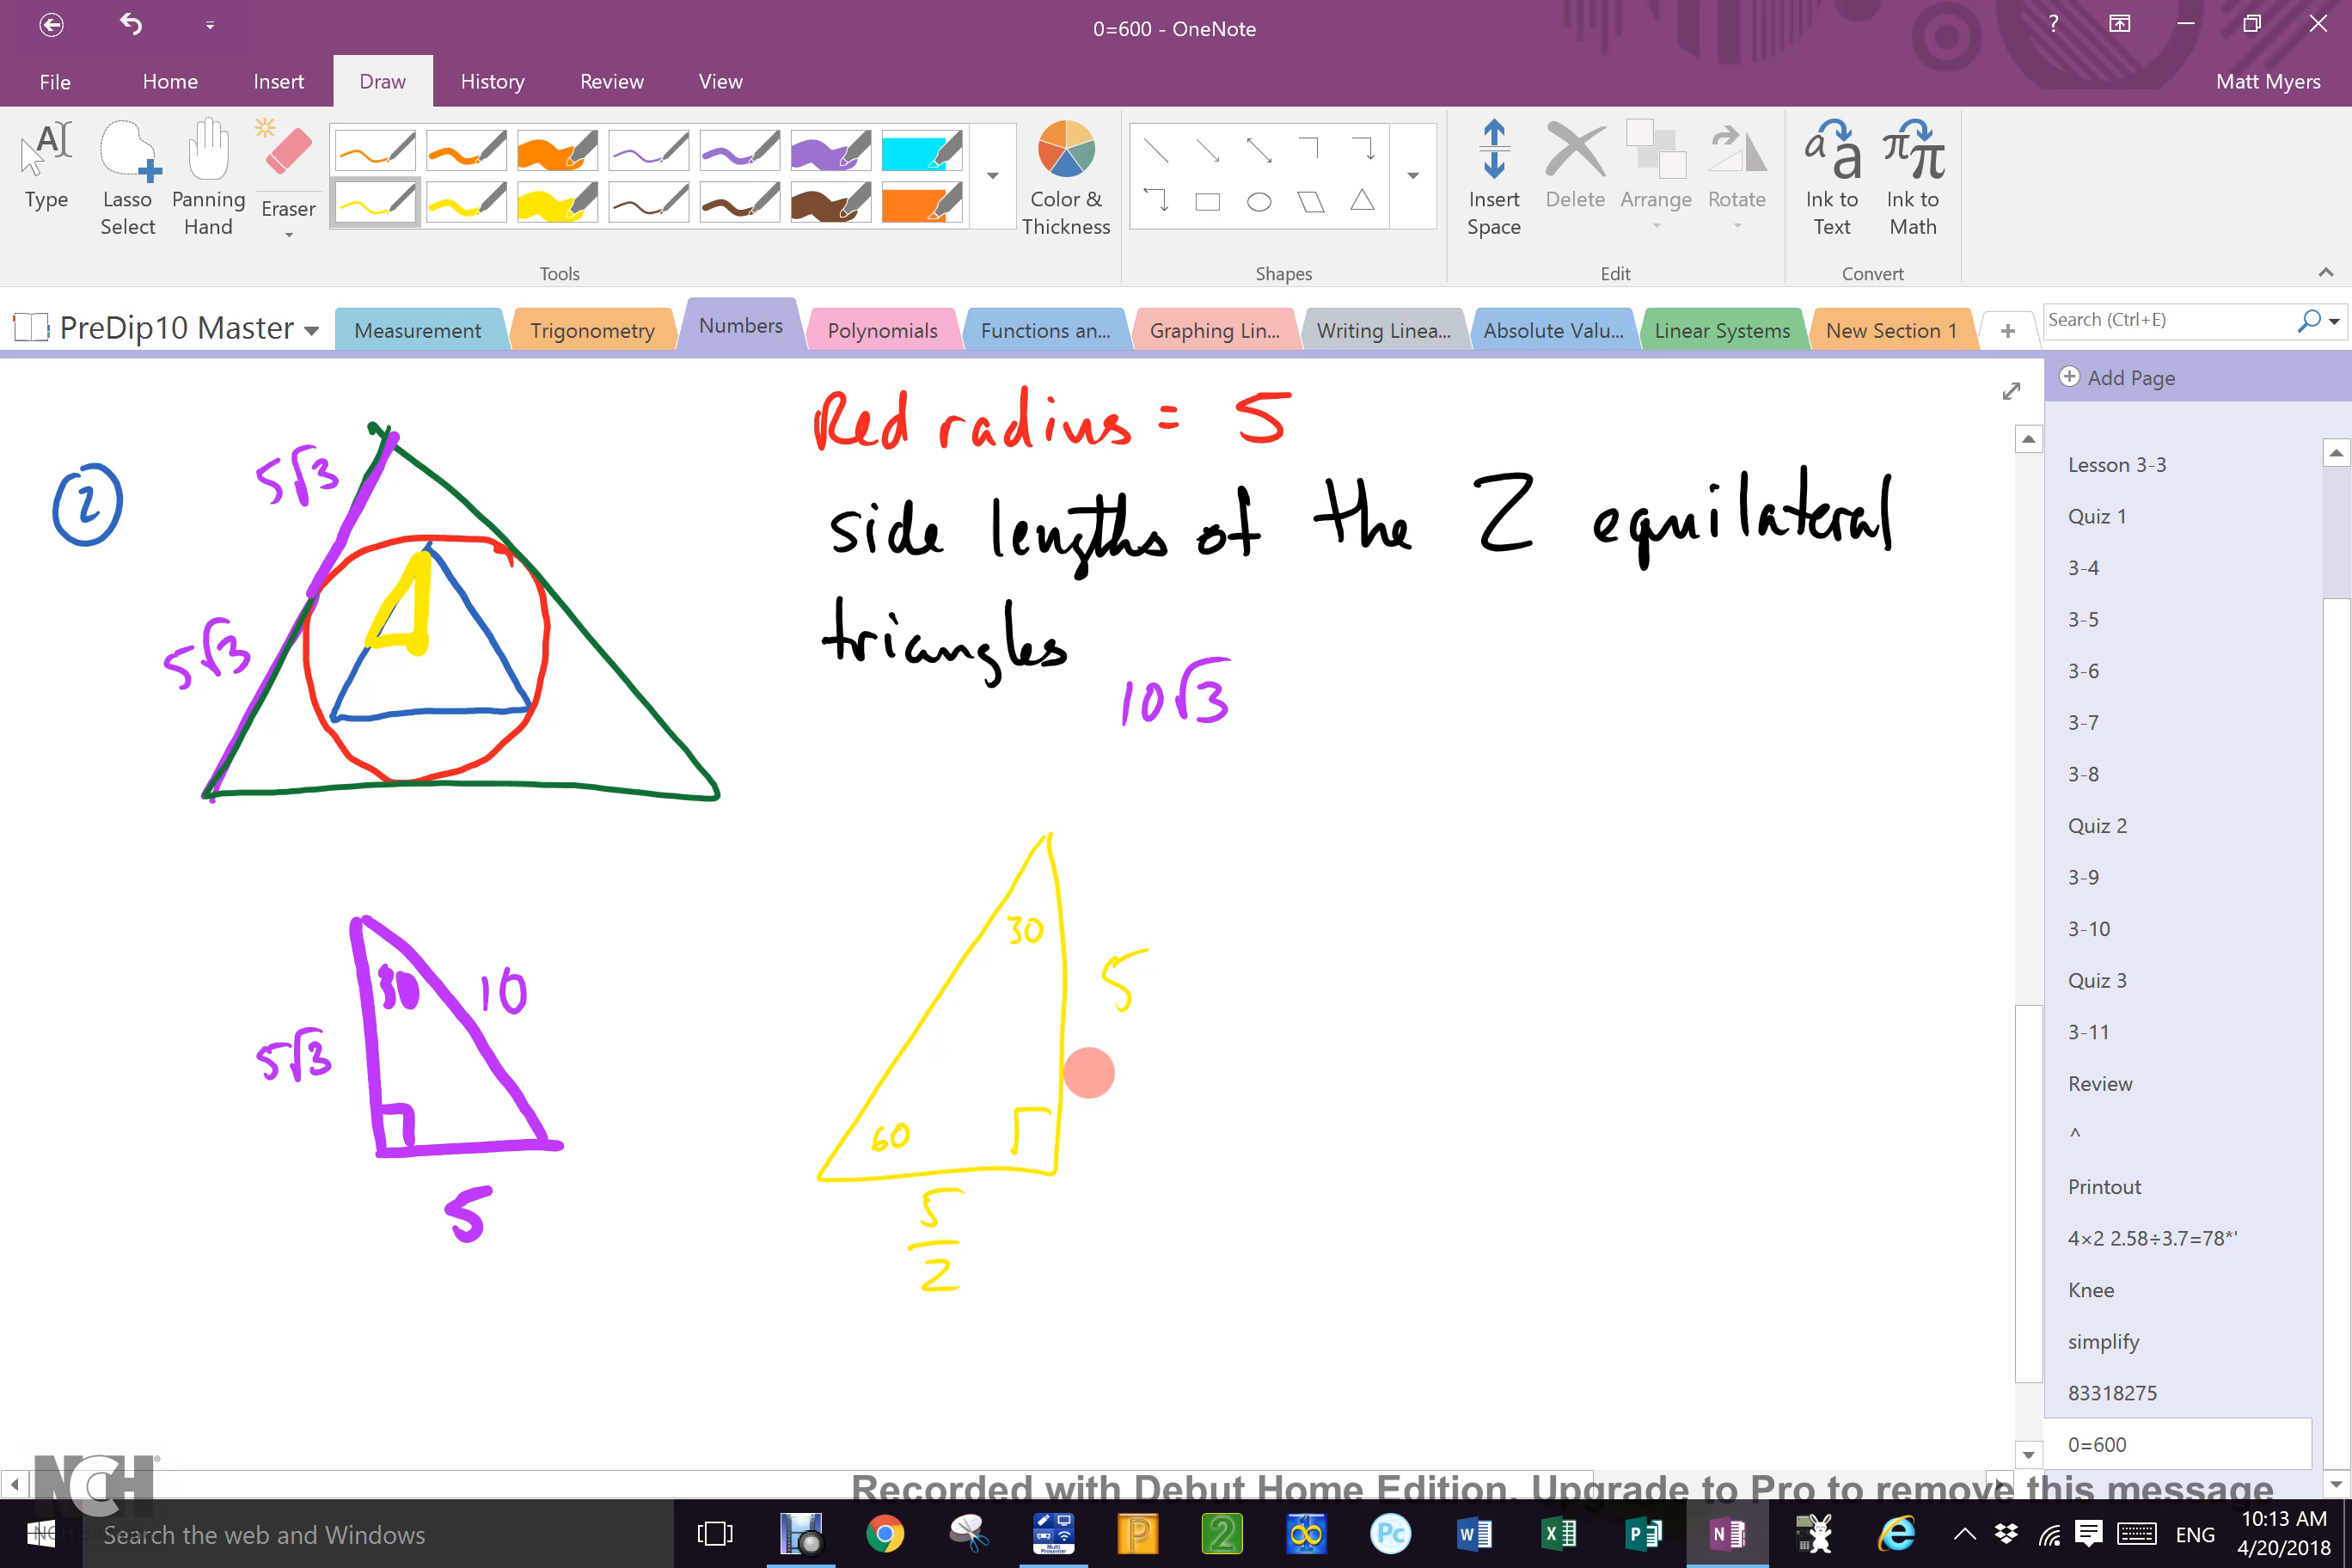 0=600 - OneNote
?
File Home Insert Draw History Review View
Matt Myers
Type
Lasso Select
Panning Hand
Eraser
Color & Thickness
Insert Space
Delete
Arrange
Rotate
Ink to Text
Ink to Math
Tools Shapes Edit Convert
PreDip10 Master
Measurement Trigonometry Numbers Polynomials Functions an... Graphing Lin... Writing Linea... Absolute Valu... Linear Systems New Section 1 +
Search (Ctrl+E)
Add Page
Lesson 3-3
Quiz 1
3-4
3-5
3-6
3-7
3-8
Quiz 2
3-9
3-10
Quiz 3
3-11
Review
^
Printout
4×2 2.58÷3.7=78*'
Knee
simplify
83318275
0=600
2
5√3
5√3
Red radius = 5
side lengths of the 2 equilateral
triangles
10√3
30
10
5√3
5
30
5
60
5
2
NCH
Recorded with Debut Home Edition. Upgrade to Pro to remove this message
Search the web and Windows
ENG
10:13 AM
4/20/2018